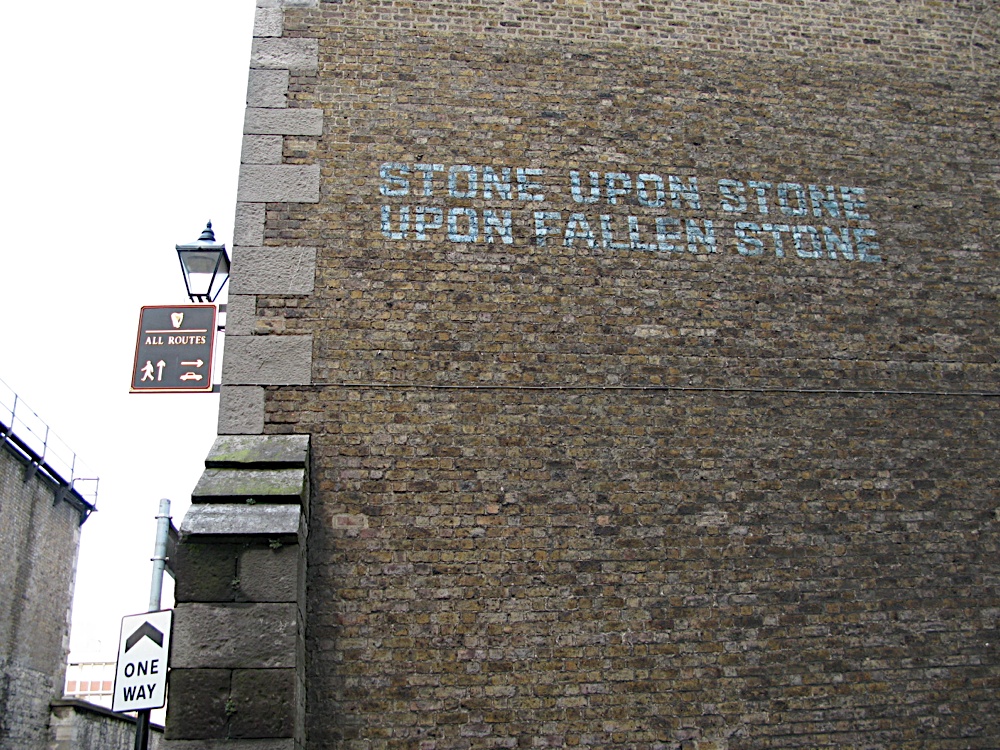 STONE UPON STONE
UPON FALLEN STONE
ALL ROUTES
ONE
WAY